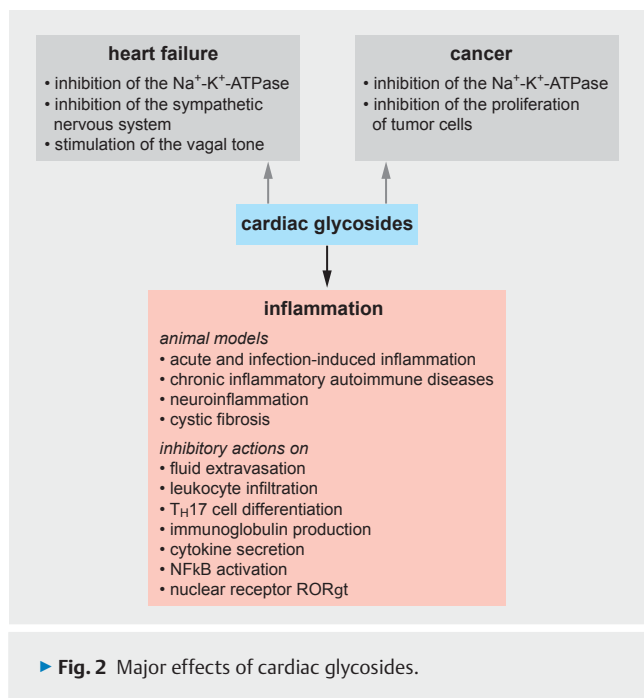 heart failure
• inhibition of the Na⁺-K⁺-ATPase
• inhibition of the sympathetic
nervous system
• stimulation of the vagal tone
cancer
• inhibition of the Na⁺-K⁺-ATPase
• inhibition of the proliferation
of tumor cells
cardiac glycosides
inflammation
animal models
• acute and infection-induced inflammation
• chronic inflammatory autoimmune diseases
• neuroinflammation
• cystic fibrosis
inhibitory actions on
• fluid extravasation
• leukocyte infiltration
• T_H17 cell differentiation
• immunoglobulin production
• cytokine secretion
• NFkB activation
• nuclear receptor RORgt
▶ Fig. 2 Major effects of cardiac glycosides.